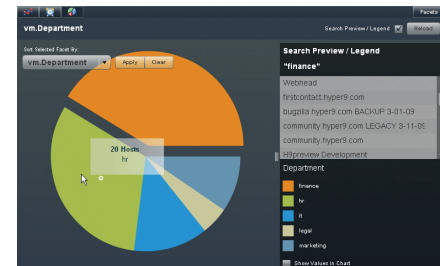 Facets
vm.Department
Search Preview / Legend
Reload
Sort Selected Facet By:
vm.Department
Apply
Clear
Search Preview / Legend
"finance"
Webhead
firstcontact.hyper9.com
bugzilla.hyper9.com BACKUP 3-01-09
community.hyper9.com LEGACY 3-11-09
community.hyper9.com
H9preview Development
20 Hosts
hr
Department
finance
hr
it
legal
marketing
Show Values in Chart